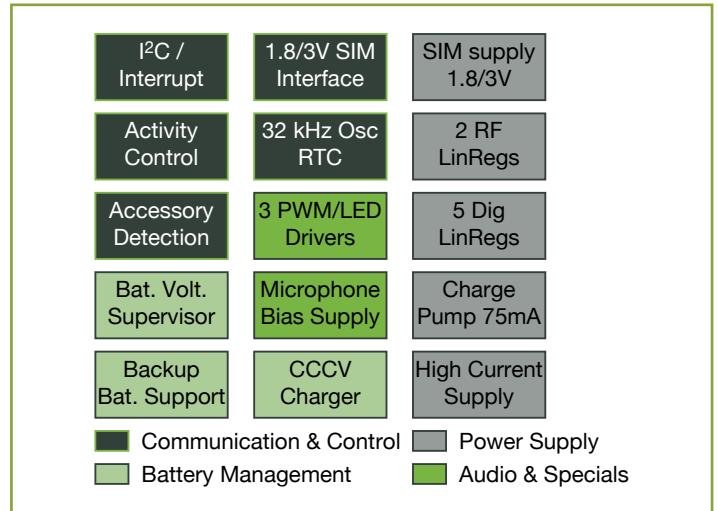 I²C /
Interrupt
1.8/3V SIM
Interface
SIM supply
1.8/3V
Activity
Control
32 kHz Osc
RTC
2 RF
LinRegs
Accessory
Detection
3 PWM/LED
Drivers
5 Dig
LinRegs
Bat. Volt.
Supervisor
Microphone
Bias Supply
Charge
Pump 75mA
Backup
Bat. Support
CCCV
Charger
High Current
Supply
Communication & Control
Power Supply
Battery Management
Audio & Specials